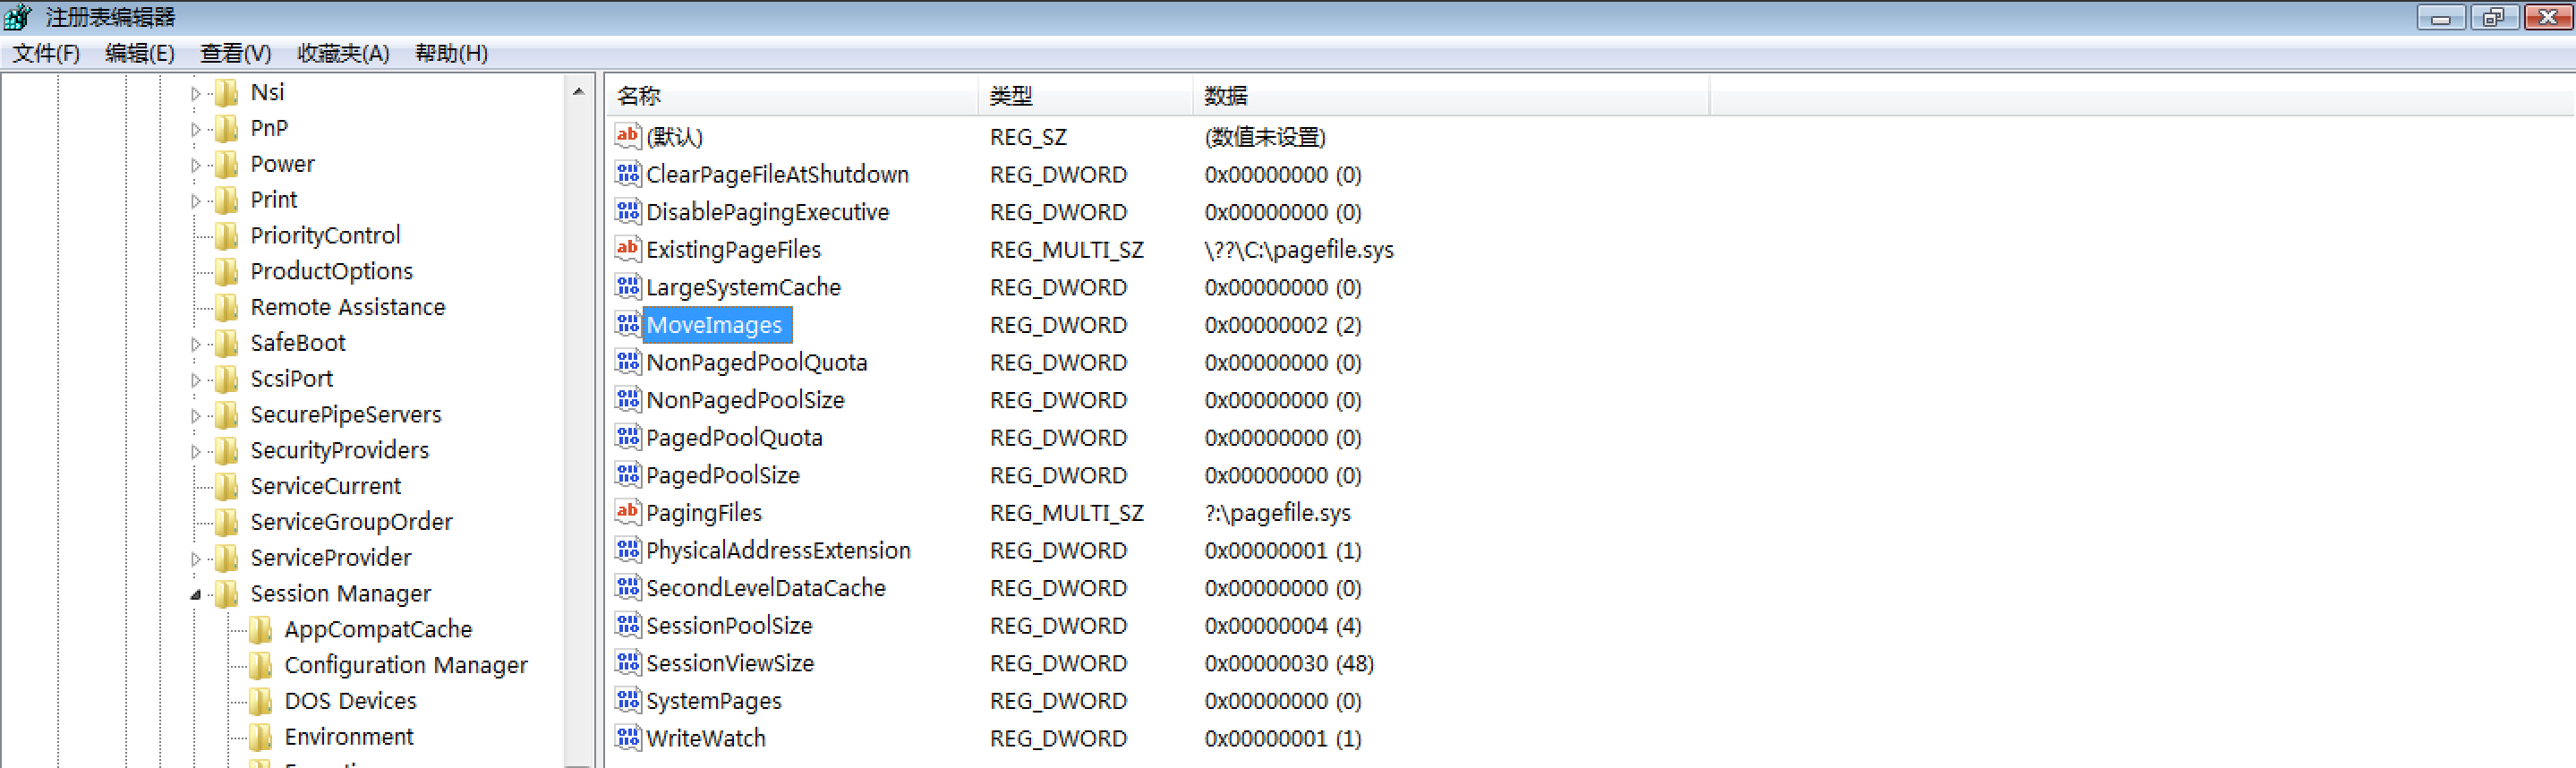 注册表编辑器
文件(F) 编辑(E) 查看(V) 收藏夹(A) 帮助(H)
Nsi
PnP
Power
Print
PriorityControl
ProductOptions
Remote Assistance
SafeBoot
ScsiPort
SecurePipeServers
SecurityProviders
ServiceCurrent
ServiceGroupOrder
ServiceProvider
Session Manager
AppCompatCache
Configuration Manager
DOS Devices
Environment
名称 类型 数据
(默认) REG_SZ (数值未设置)
ClearPageFileAtShutdown REG_DWORD 0x00000000 (0)
DisablePagingExecutive REG_DWORD 0x00000000 (0)
ExistingPageFiles REG_MULTI_SZ \??\C:\pagefile.sys
LargeSystemCache REG_DWORD 0x00000000 (0)
MoveImages REG_DWORD 0x00000002 (2)
NonPagedPoolQuota REG_DWORD 0x00000000 (0)
NonPagedPoolSize REG_DWORD 0x00000000 (0)
PagedPoolQuota REG_DWORD 0x00000000 (0)
PagedPoolSize REG_DWORD 0x00000000 (0)
PagingFiles REG_MULTI_SZ ?:\pagefile.sys
PhysicalAddressExtension REG_DWORD 0x00000001 (1)
SecondLevelDataCache REG_DWORD 0x00000000 (0)
SessionPoolSize REG_DWORD 0x00000004 (4)
SessionViewSize REG_DWORD 0x00000030 (48)
SystemPages REG_DWORD 0x00000000 (0)
WriteWatch REG_DWORD 0x00000001 (1)